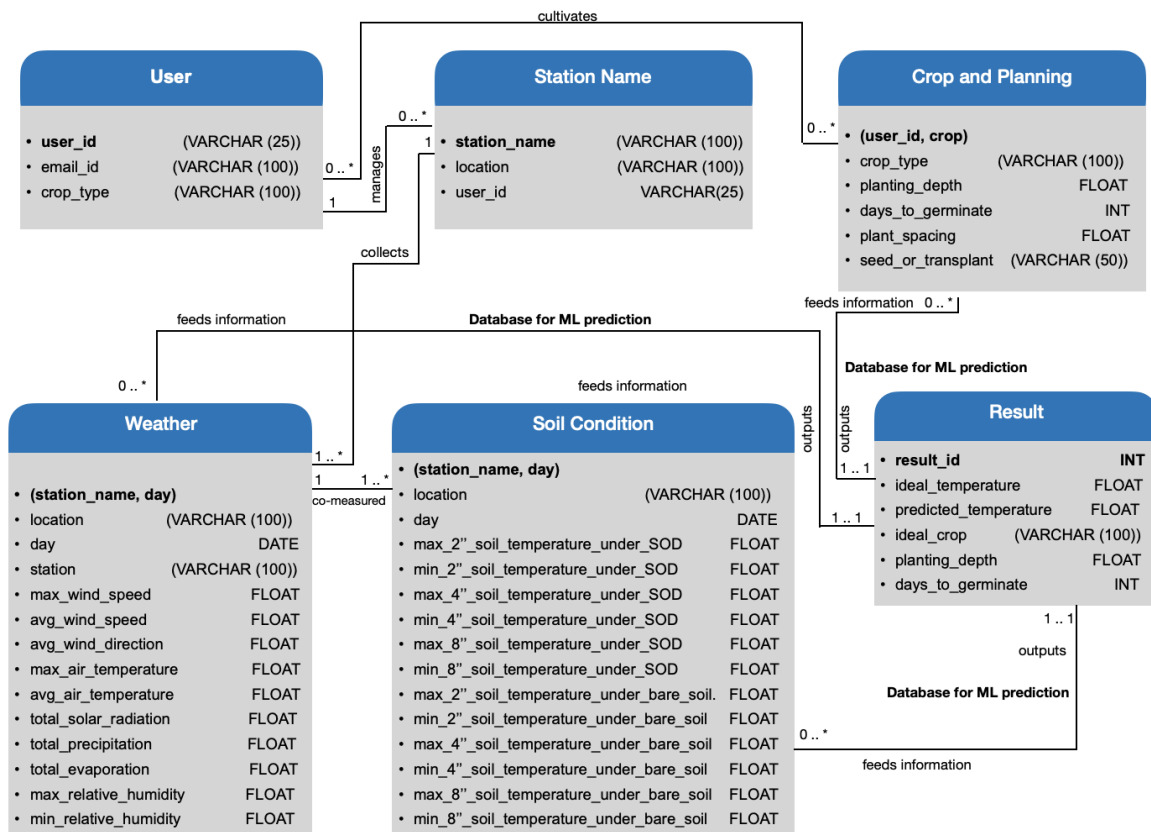 cultivates
User
• user_id (VARCHAR (25))
• email_id (VARCHAR (100))
• crop_type (VARCHAR (100))
Station Name
• station_name (VARCHAR (100))
• location (VARCHAR (100))
• user_id VARCHAR(25)
Crop and Planning
• (user_id, crop)
• crop_type (VARCHAR (100))
• planting_depth FLOAT
• days_to_germinate INT
• plant_spacing FLOAT
• seed_or_transplant (VARCHAR (50))
0 .. *
0 .. *
1
manages
0 .. *
1
collects
feeds information 0 .. *
feeds information
Database for ML prediction
Database for ML prediction
0 .. *
feeds information
outputs
outputs
Weather
• (station_name, day)
• location (VARCHAR (100))
• day DATE
• station (VARCHAR (100))
• max_wind_speed FLOAT
• avg_wind_speed FLOAT
• avg_wind_direction FLOAT
• max_air_temperature FLOAT
• avg_air_temperature FLOAT
• total_solar_radiation FLOAT
• total_precipitation FLOAT
• total_evaporation FLOAT
• max_relative_humidity FLOAT
• min_relative_humidity FLOAT
1 .. *
1 1 .. *
co-measured
Soil Condition
• (station_name, day)
• location (VARCHAR (100))
• day DATE
• max_2’’_soil_temperature_under_SOD FLOAT
• min_2’’_soil_temperature_under_SOD FLOAT
• max_4’’_soil_temperature_under_SOD FLOAT
• min_4’’_soil_temperature_under_SOD FLOAT
• max_8’’_soil_temperature_under_SOD FLOAT
• min_8"_soil_temperature_under_SOD FLOAT
• max_2’’_soil_temperature_under_bare_soil. FLOAT
• min_2’’_soil_temperature_under_bare_soil FLOAT
• max_4’’_soil_temperature_under_bare_soil FLOAT
• min_4’’_soil_temperature_under_bare_soil FLOAT
• max_8’’_soil_temperature_under_bare_soil FLOAT
• min_8"_soil_temperature_under_bare_soil FLOAT
1 .. 1
1 .. 1
Result
• result_id INT
• ideal_temperature FLOAT
• predicted_temperature FLOAT
• ideal_crop (VARCHAR (100))
• planting_depth FLOAT
• days_to_germinate INT
1 .. 1
outputs
Database for ML prediction
0 .. *
feeds information